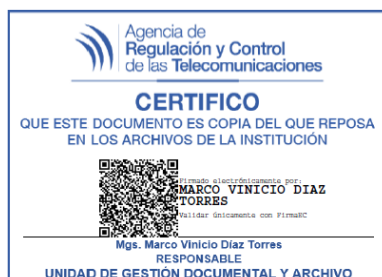 Agencia de
Regulación y Control
de las Telecomunicaciones
CERTIFICO
QUE ESTE DOCUMENTO ES COPIA DEL QUE REPOSA
EN LOS ARCHIVOS DE LA INSTITUCIÓN
Firmado electrónicamente por:
MARCO VINICIO DIAZ
TORRES
Validar únicamente con FirmaEC
Mgs. Marco Vinicio Díaz Torres
RESPONSABLE
UNIDAD DE GESTIÓN DOCUMENTAL Y ARCHIVO